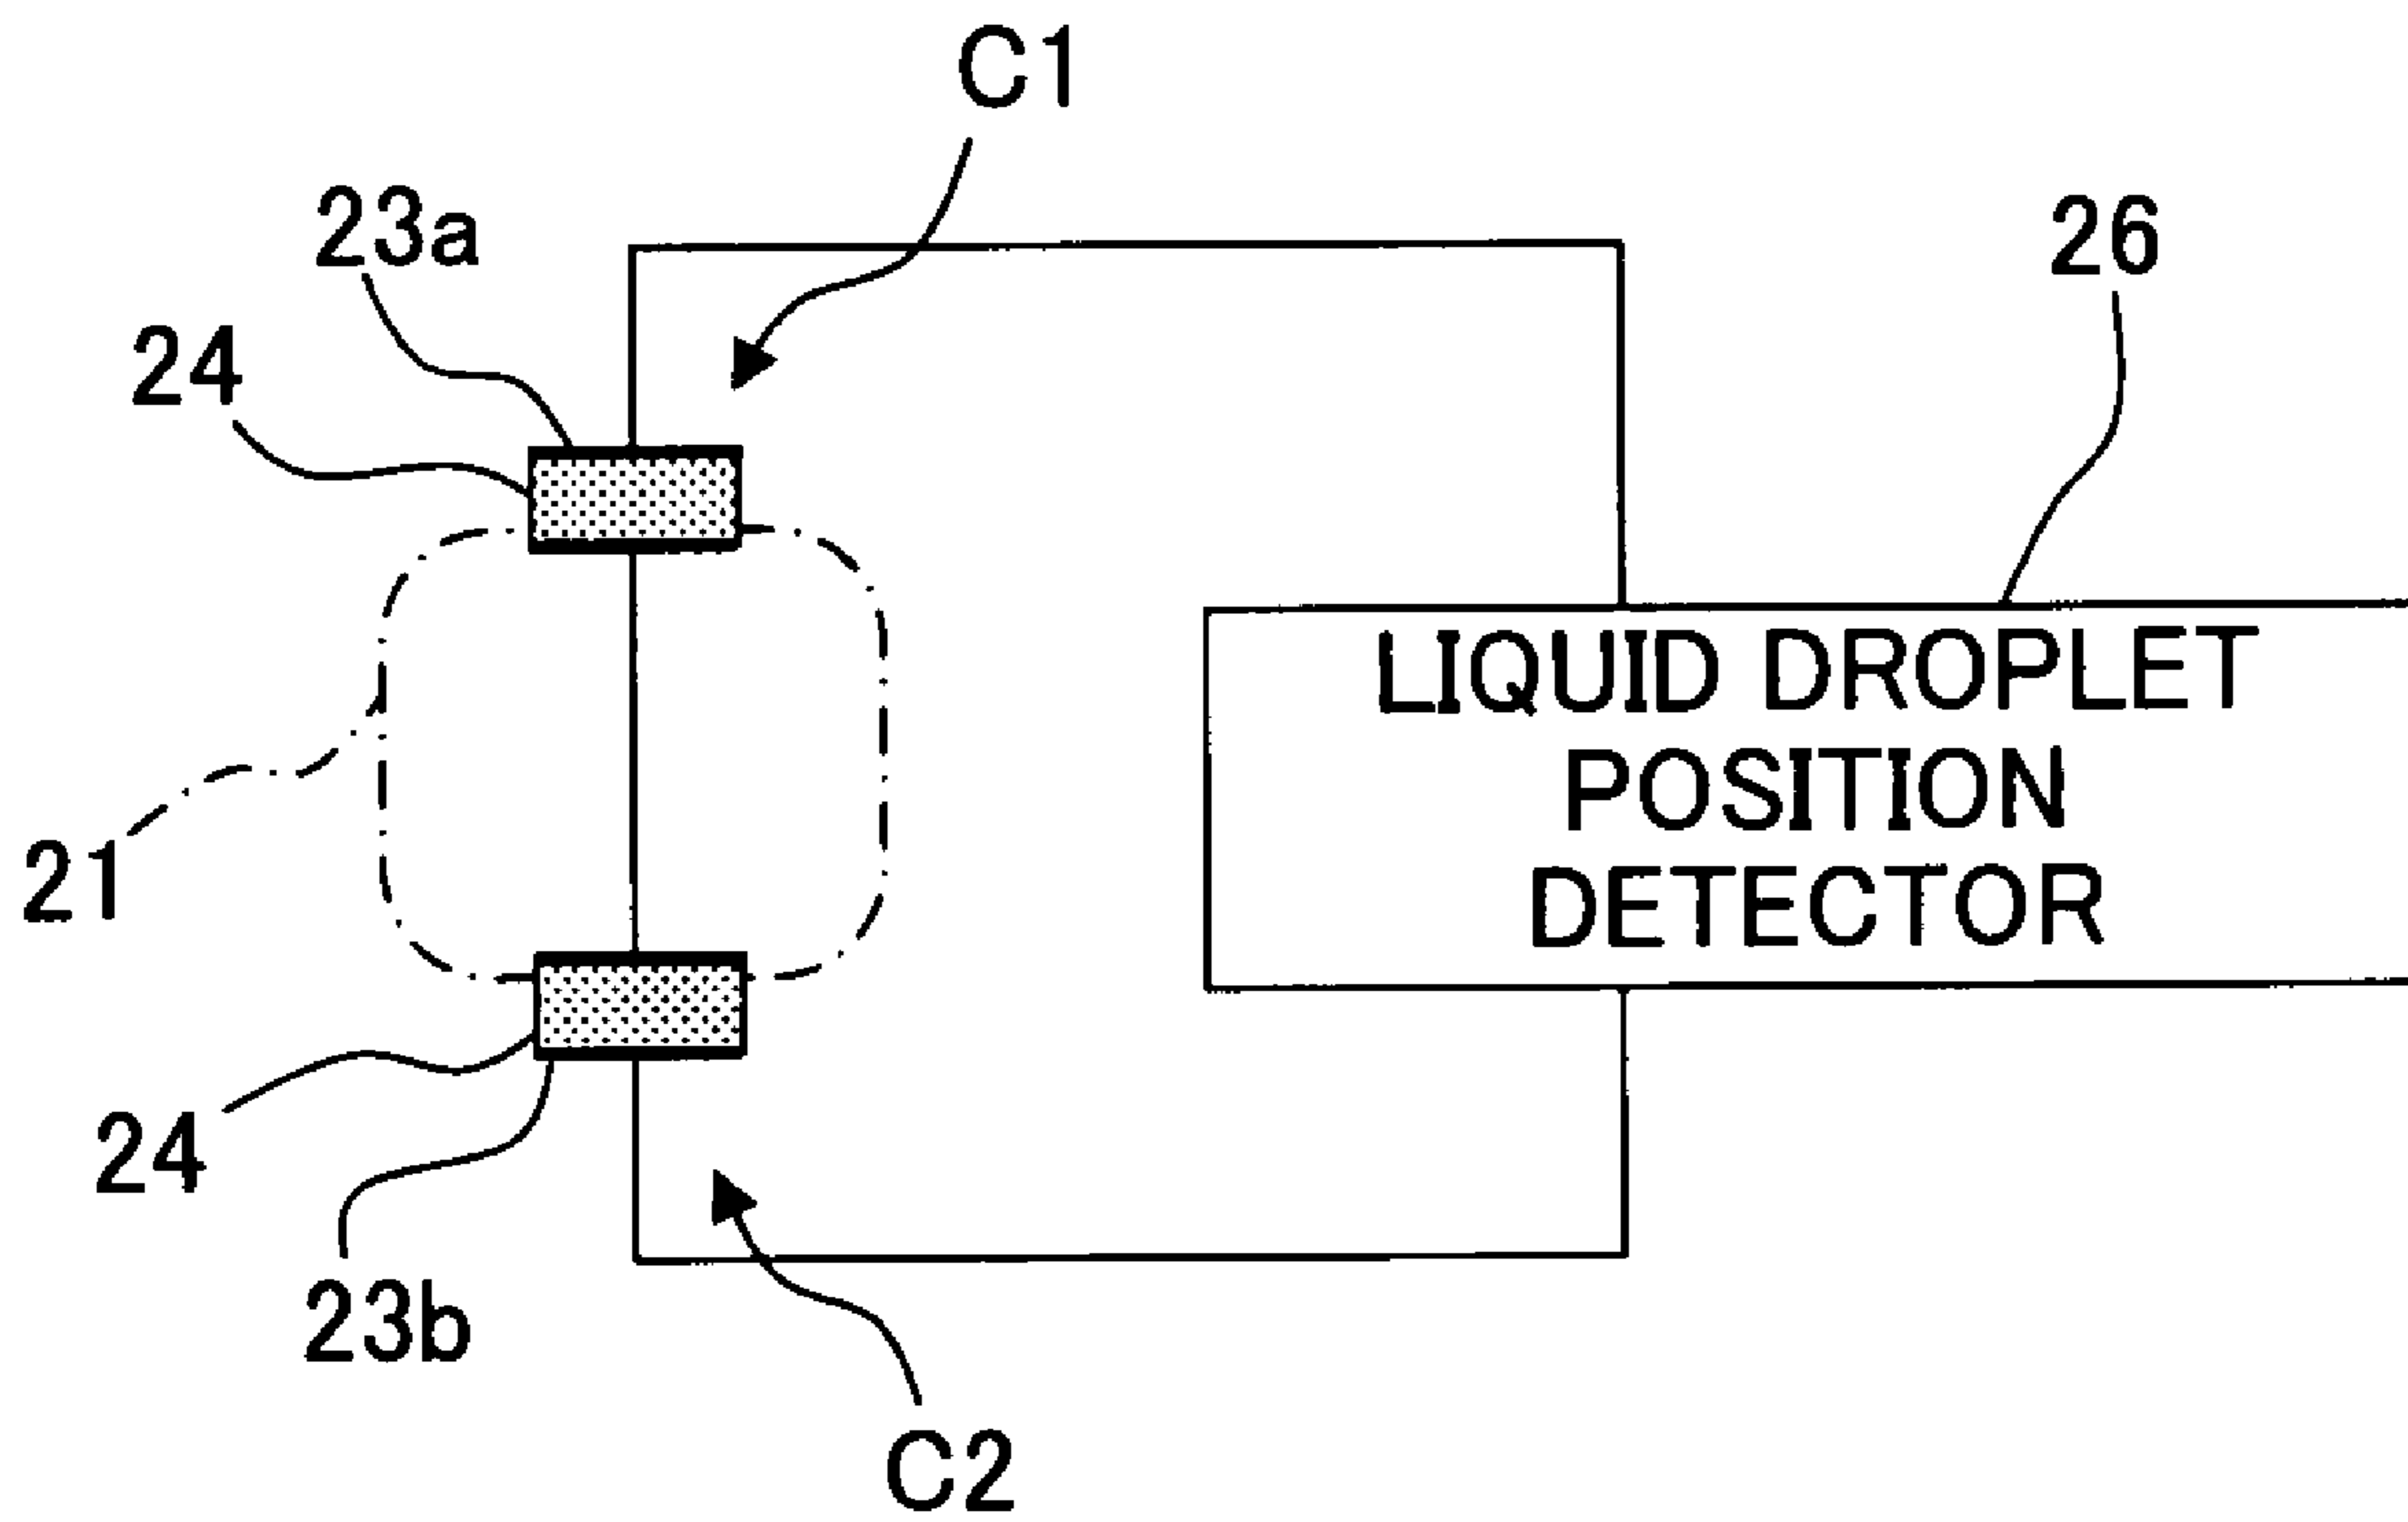 C1
23a
26
24
LIQUID DROPLET
POSITION
DETECTOR
21
24
23b
C2